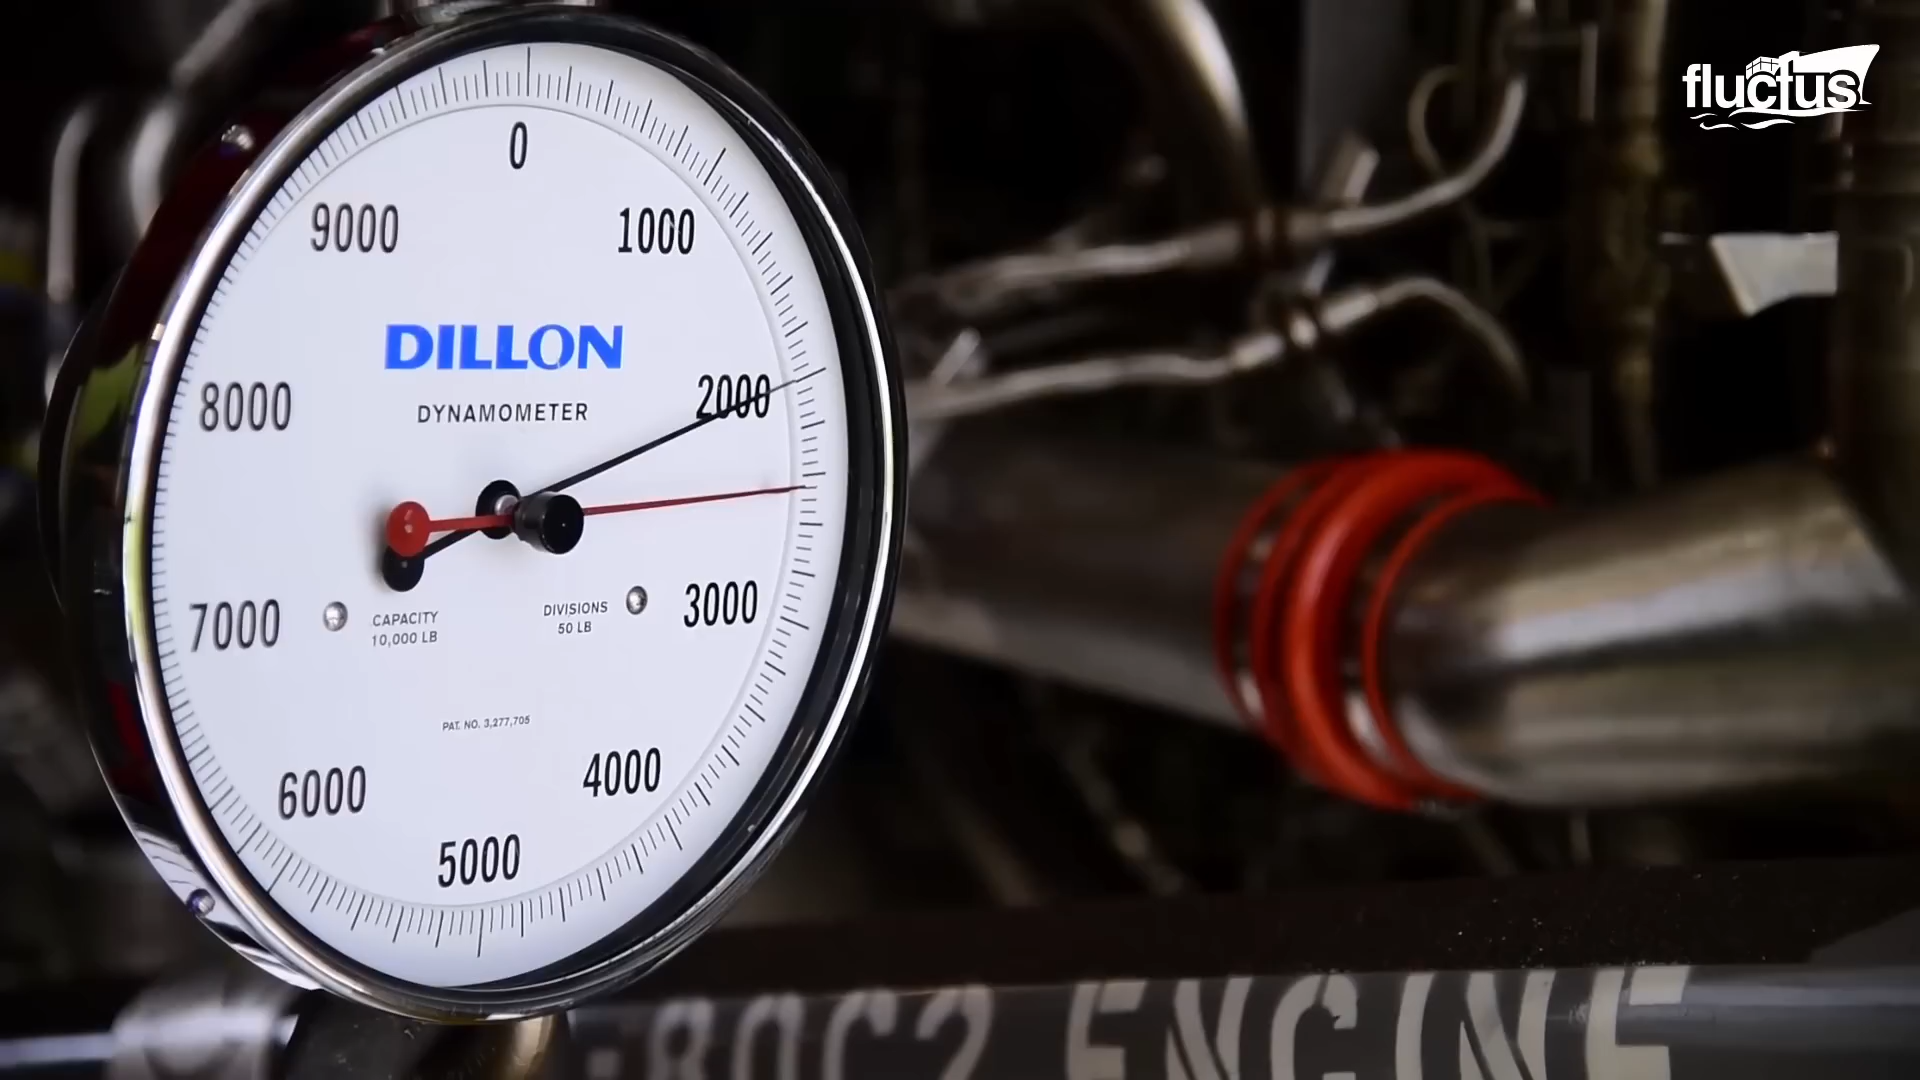 fluctus
0
9000
1000
DILLON
8000
2000
DYNAMOMETER
7000
CAPACITY
10,000 LB
DIVISIONS
50 LB
3000
PAT. NO. 3,277,705
6000
4000
5000
ENGINE